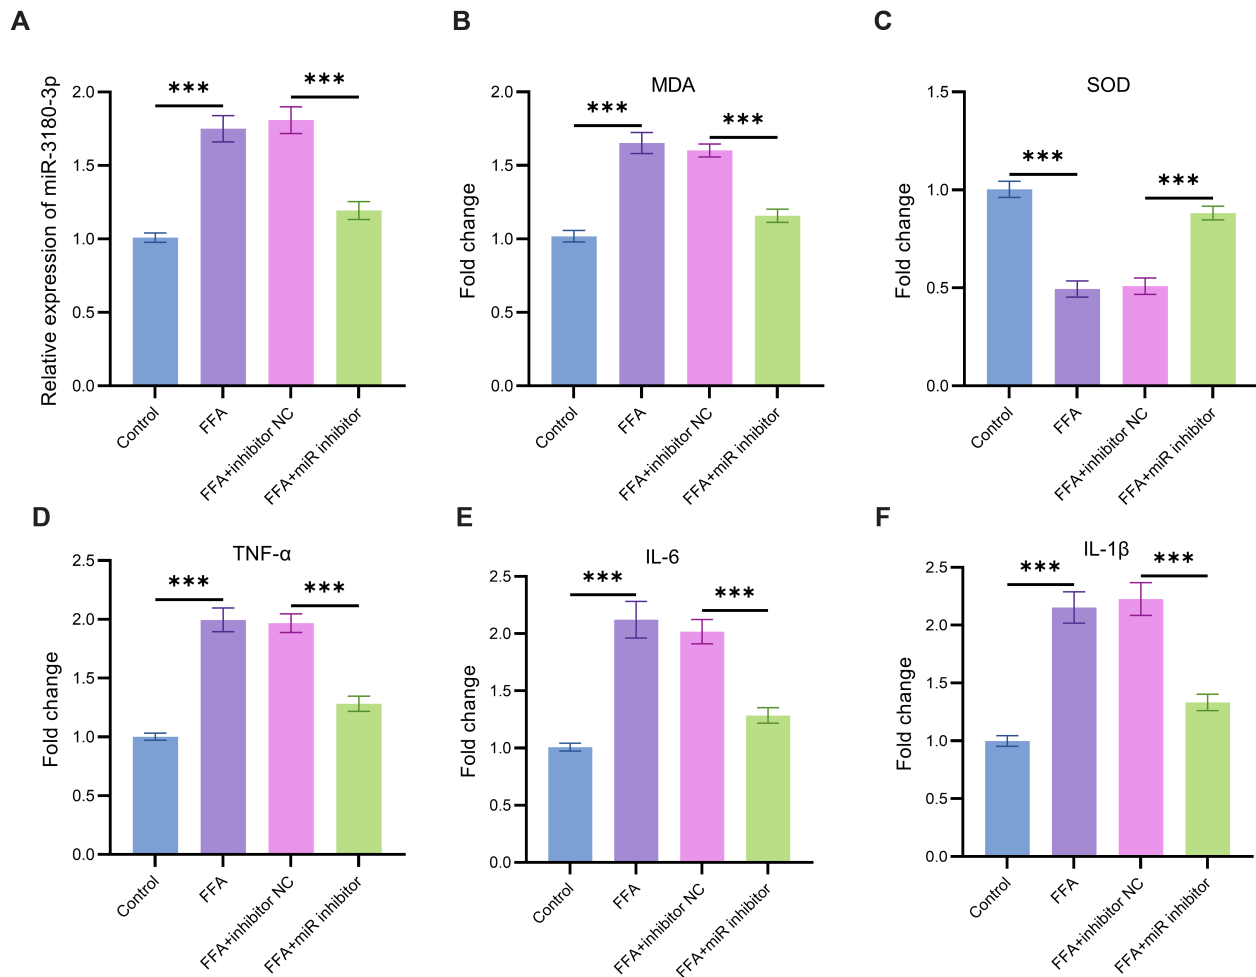 A
Relative expression of miR-3180-3p
2.0
1.5
1.0
0.5
0.0
***
***
Control
FFA
FFA+inhibitor NC
FFA+miR inhibitor
B
MDA
Fold change
2.0
1.5
1.0
0.5
0.0
***
***
Control
FFA
FFA+inhibitor NC
FFA+miR inhibitor
C
SOD
Fold change
1.5
1.0
0.5
0.0
***
***
Control
FFA
FFA+inhibitor NC
FFA+miR inhibitor
D
TNF-α
Fold change
2.5
2.0
1.5
1.0
0.5
0.0
***
***
Control
FFA
FFA+inhibitor NC
FFA+miR inhibitor
E
IL-6
Fold change
2.5
2.0
1.5
1.0
0.5
0.0
***
***
Control
FFA
FFA+inhibitor NC
FFA+miR inhibitor
F
IL-1β
Fold change
2.5
2.0
1.5
1.0
0.5
0.0
***
***
Control
FFA
FFA+inhibitor NC
FFA+miR inhibitor